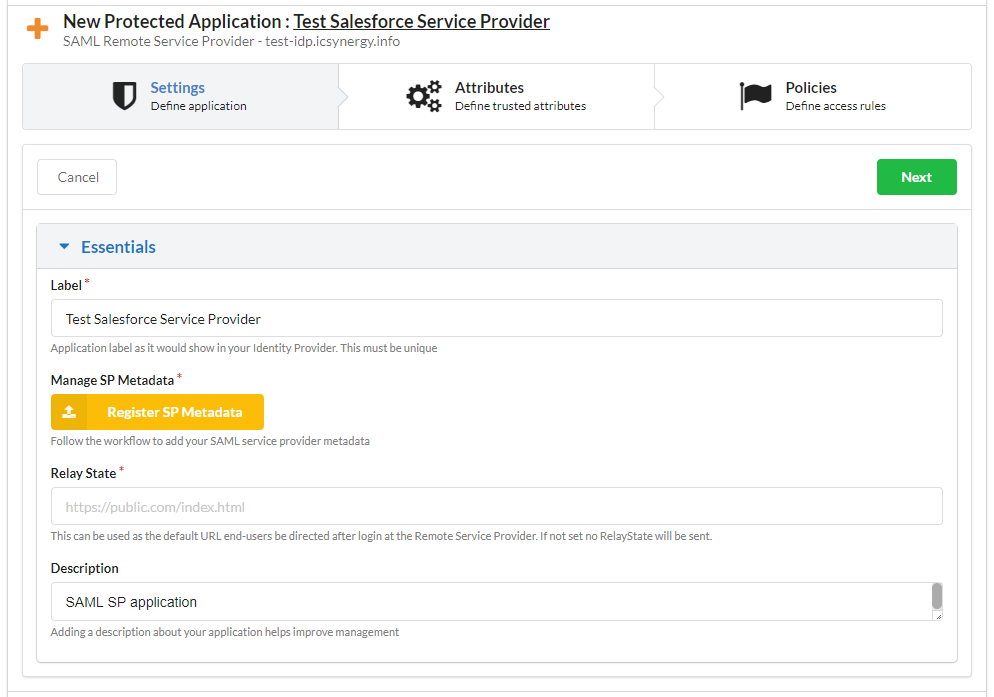 New Protected Application : Test Salesforce Service Provider
SAML Remote Service Provider - test-idp.icsynergy.info
Settings
Define application
Attributes
Define trusted attributes
Policies
Define access rules
Cancel
Next
Essentials
Label *
Test Salesforce Service Provider
Application label as it would show in your Identity Provider. This must be unique
Manage SP Metadata *
Register SP Metadata
Follow the workflow to add your SAML service provider metadata
Relay State *
https://public.com/index.html
This can be used as the default URL end-users be directed after login at the Remote Service Provider. If not set no RelayState will be sent.
Description
SAML SP application
Adding a description about your application helps improve management